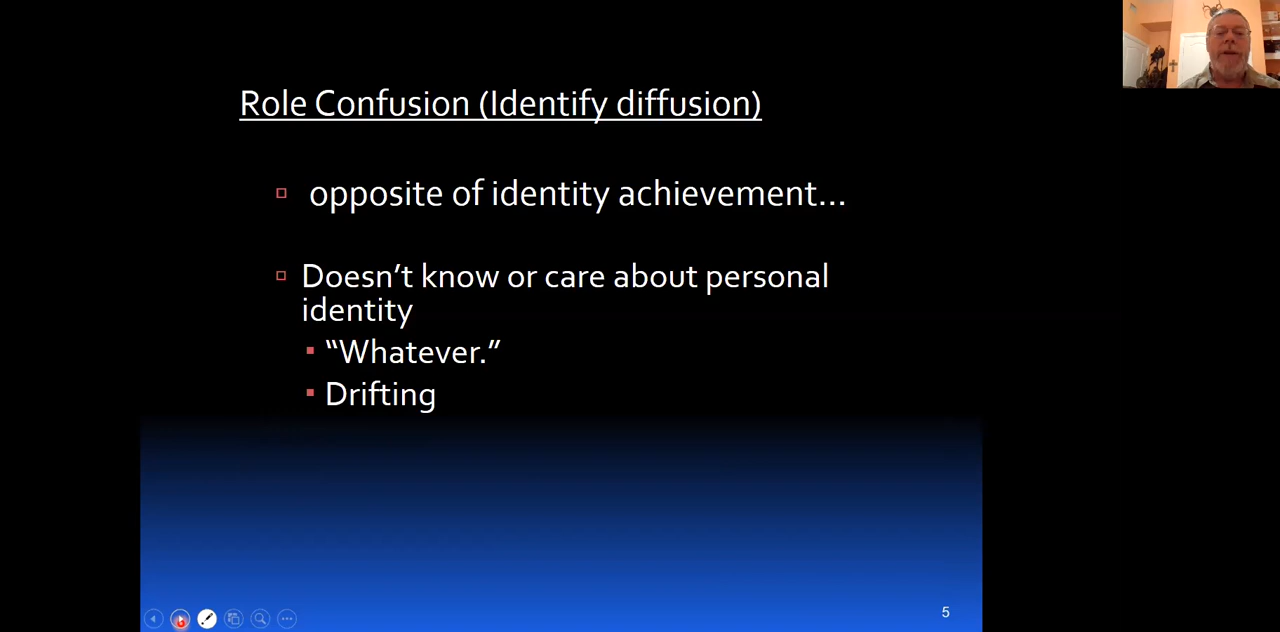 Role Confusion (Identify diffusion)
opposite of identity achievement...
Doesn't know or care about personal
identity
“Whatever.”
Drifting
5